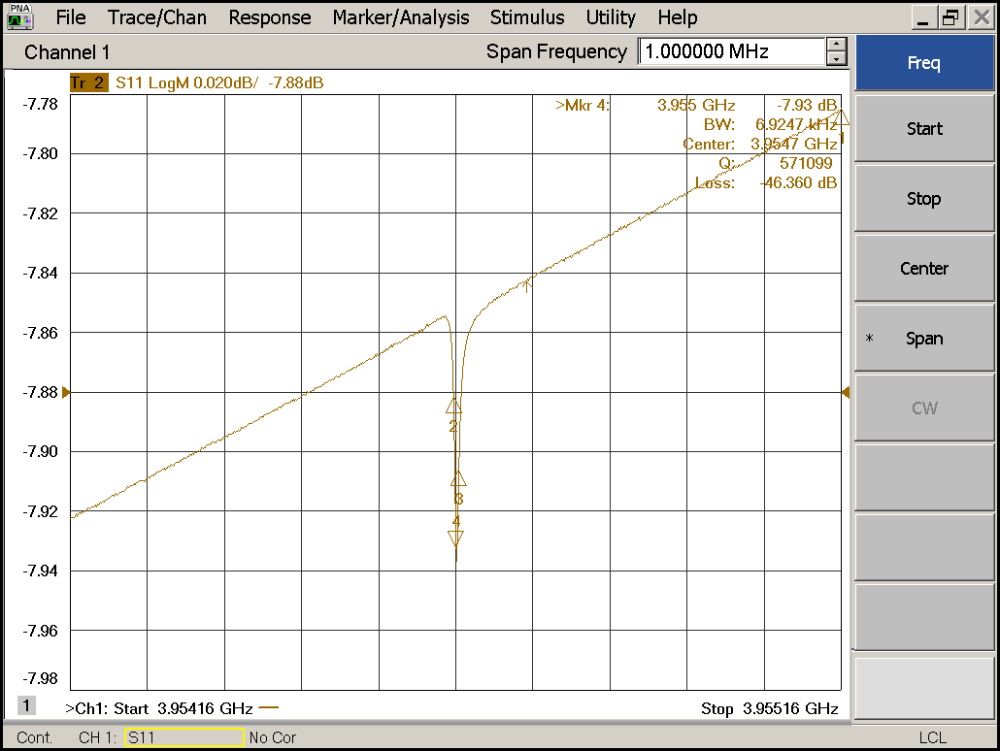 PNA File Trace/Chan Response Marker/Analysis Stimulus Utility Help
Channel 1 Span Frequency 1.000000 MHz
Freq
Tr 2 S11 LogM 0.020dB/ -7.88dB
-7.78
>Mkr 4: 3.955 GHz -7.93 dB
BW: 6.9247 kHz
Start
1
Center: 3.9547 GHz
-7.80
Q: 571099
Loss: -46.360 dB
Stop
-7.82
Center
-7.84
-7.86
* Span
-7.88
CW
2
-7.90
3
-7.92
4
-7.94
-7.96
-7.98
1 >Ch1: Start 3.95416 GHz Stop 3.95516 GHz
Cont. CH 1: S11 No Cor LCL